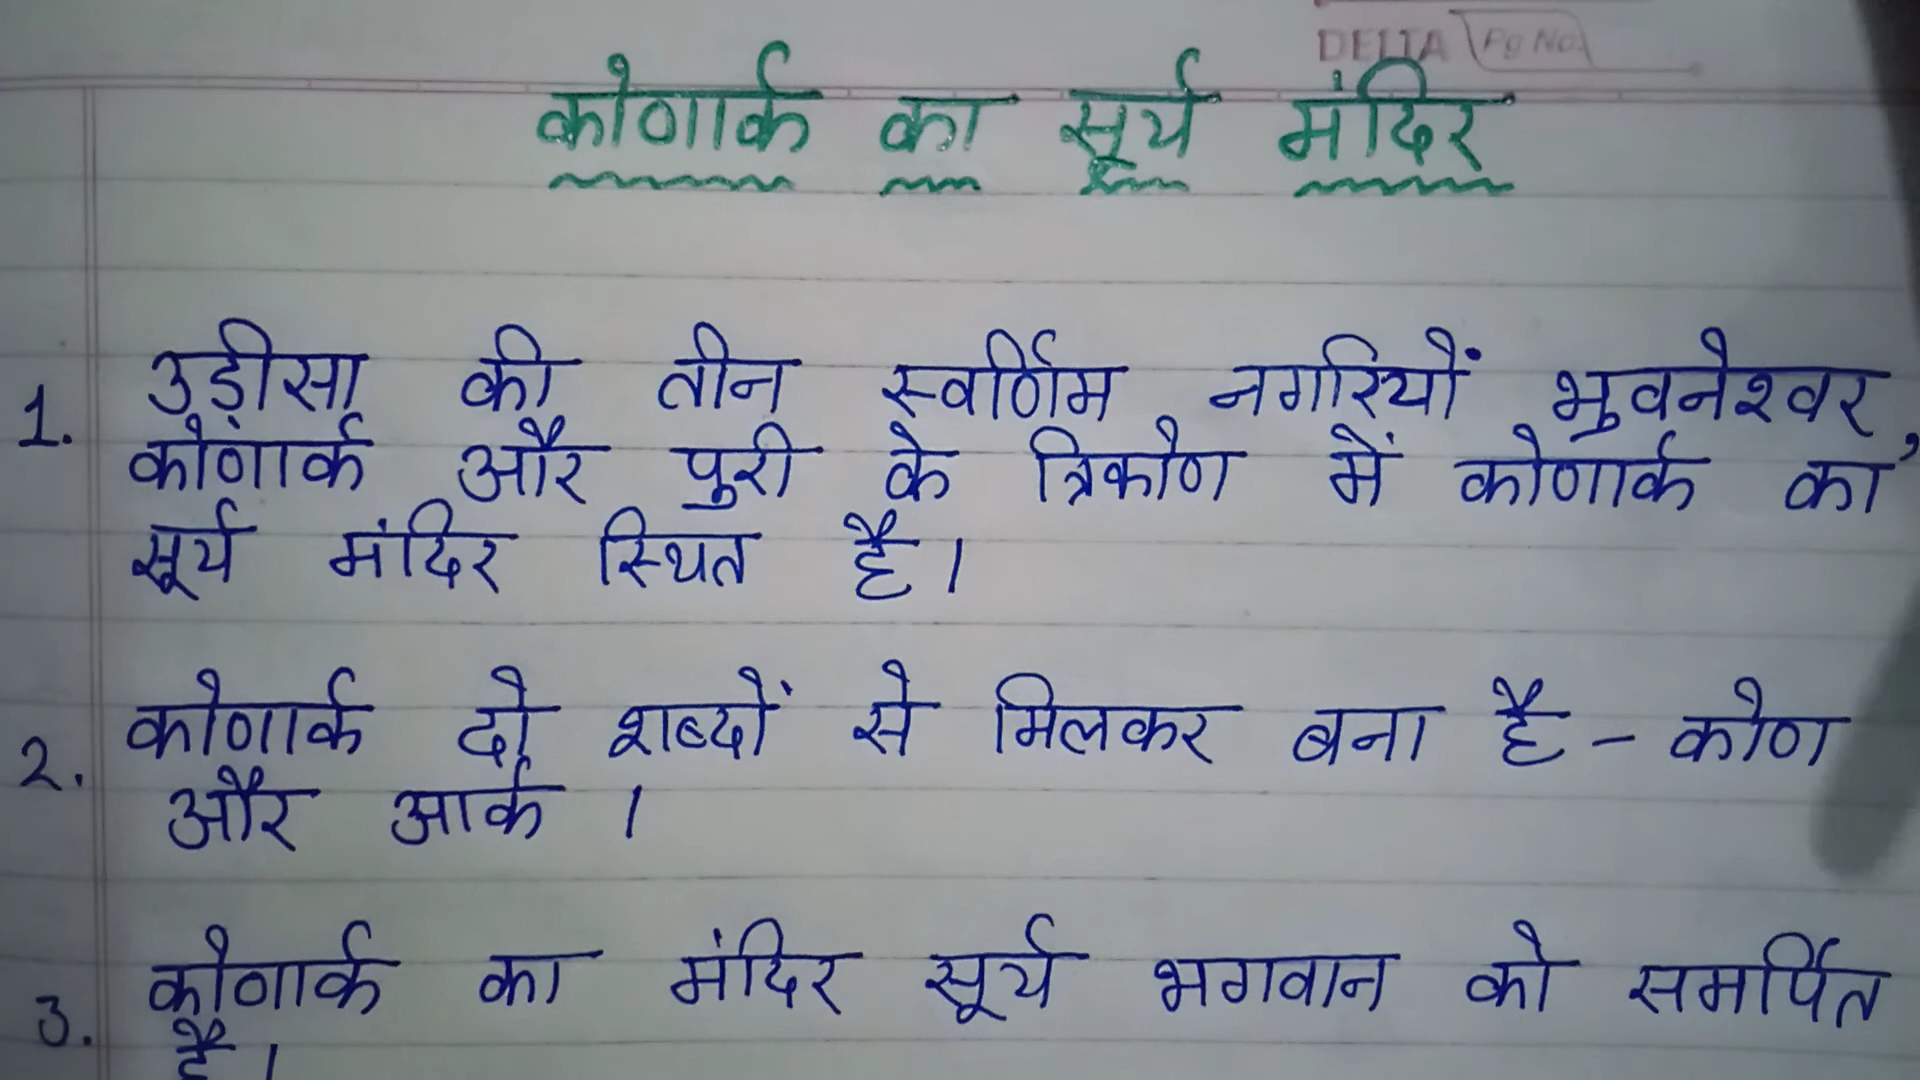 DELTA Pg No.
कोणार्क का सूर्य मंदिर
1. उड़ीसा की तीन स्वर्णिम नगरियों भुवनेश्वर,
कोणार्क और पुरी के त्रिकोण में कोणार्क का
सूर्य मंदिर स्थित है।
2. कोणार्क दो शब्दों से मिलकर बना है - कोण
और आर्क ।
3. कोणार्क का मंदिर सूर्य भगवान को समर्पित
है।